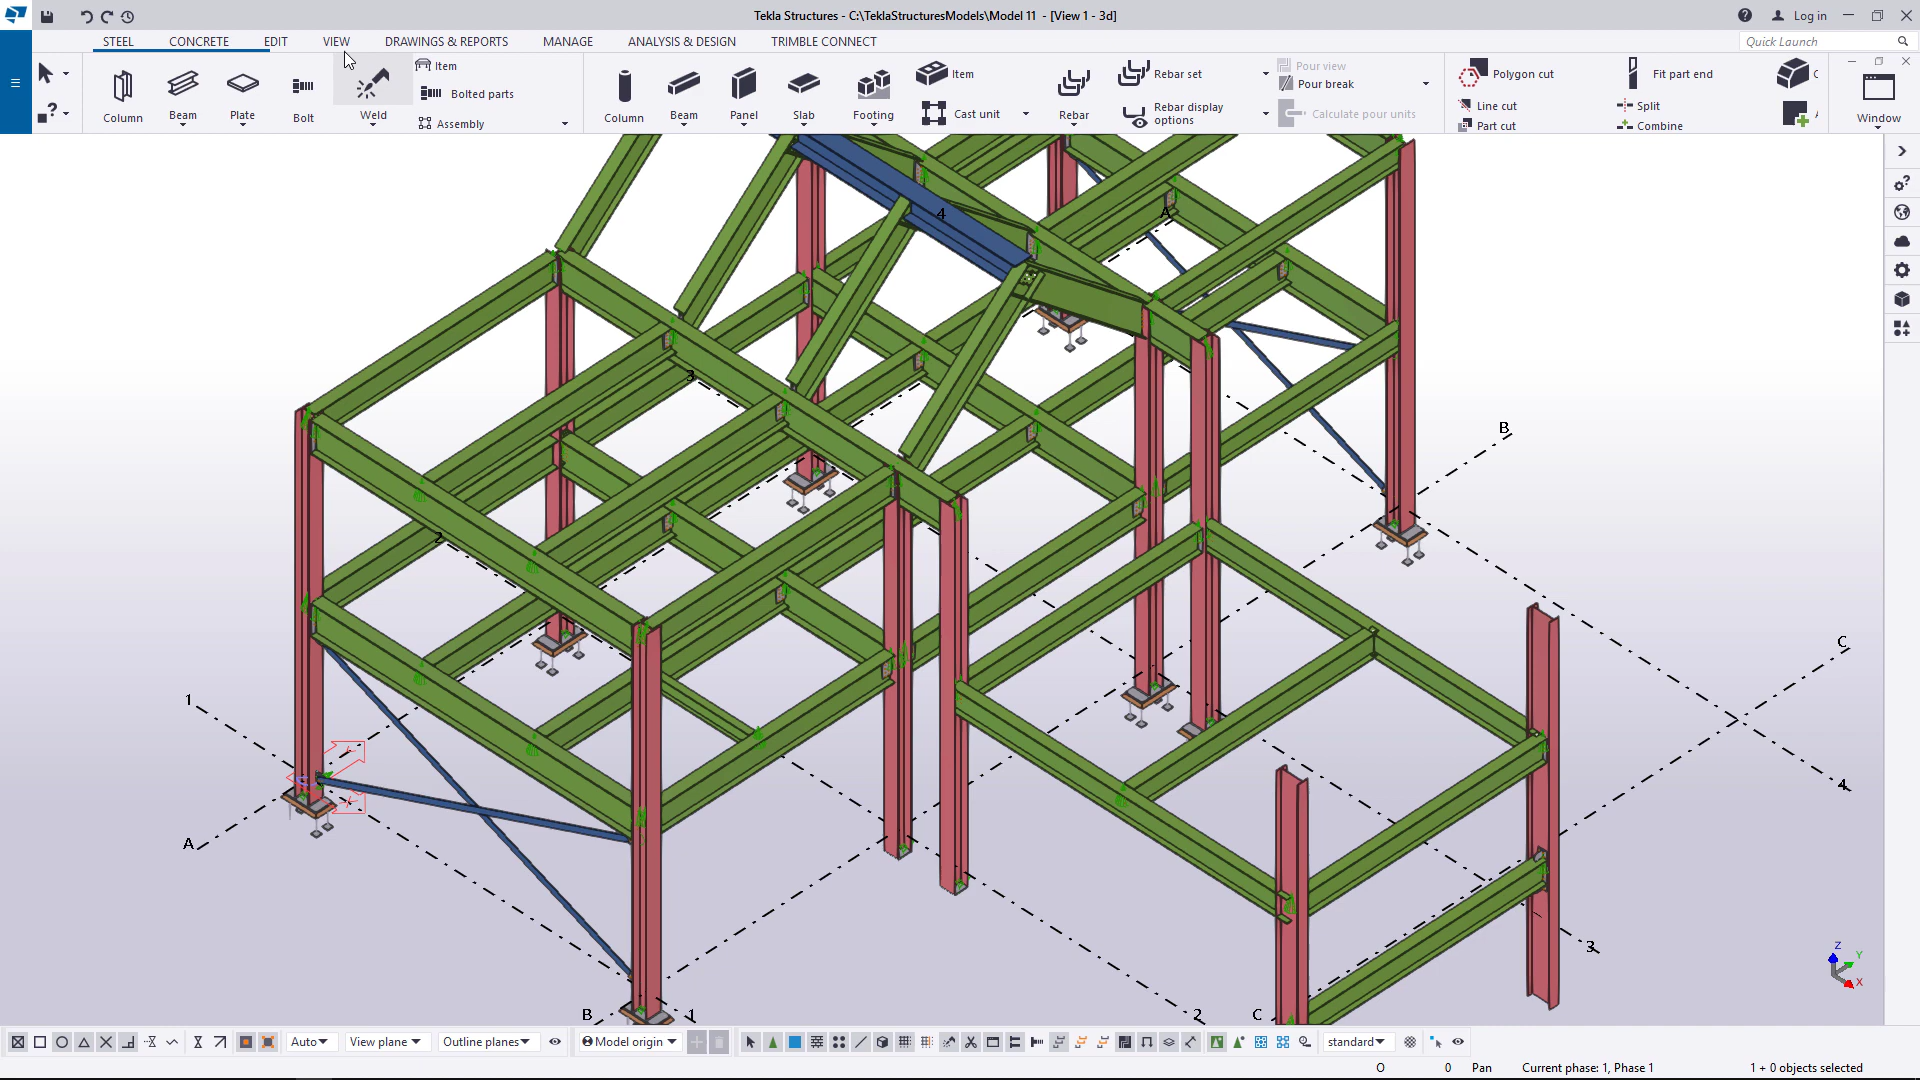 Tekla Structures - C:\TeklaStructuresModels\Model 11 - [View 1 - 3d]
Log in
STEEL CONCRETE EDIT VIEW DRAWINGS & REPORTS MANAGE ANALYSIS & DESIGN TRIMBLE CONNECT
Quick Launch
Column
Beam
Plate
Bolt
Weld
Item
Bolted parts
Assembly
Column
Beam
Panel
Slab
Footing
Item
Cast unit
Rebar
Rebar set
Rebar display
options
Pour view
Pour break
Calculate pour units
Polygon cut
Line cut
Part cut
Fit part end
Split
Combine
Window
4
A
3
B
2
C
1
4
A
3
B
1
2
C
Z
Y
X
Auto
View plane
Outline planes
Model origin
standard
O
0
Pan
Current phase: 1, Phase 1
1 + 0 objects selected